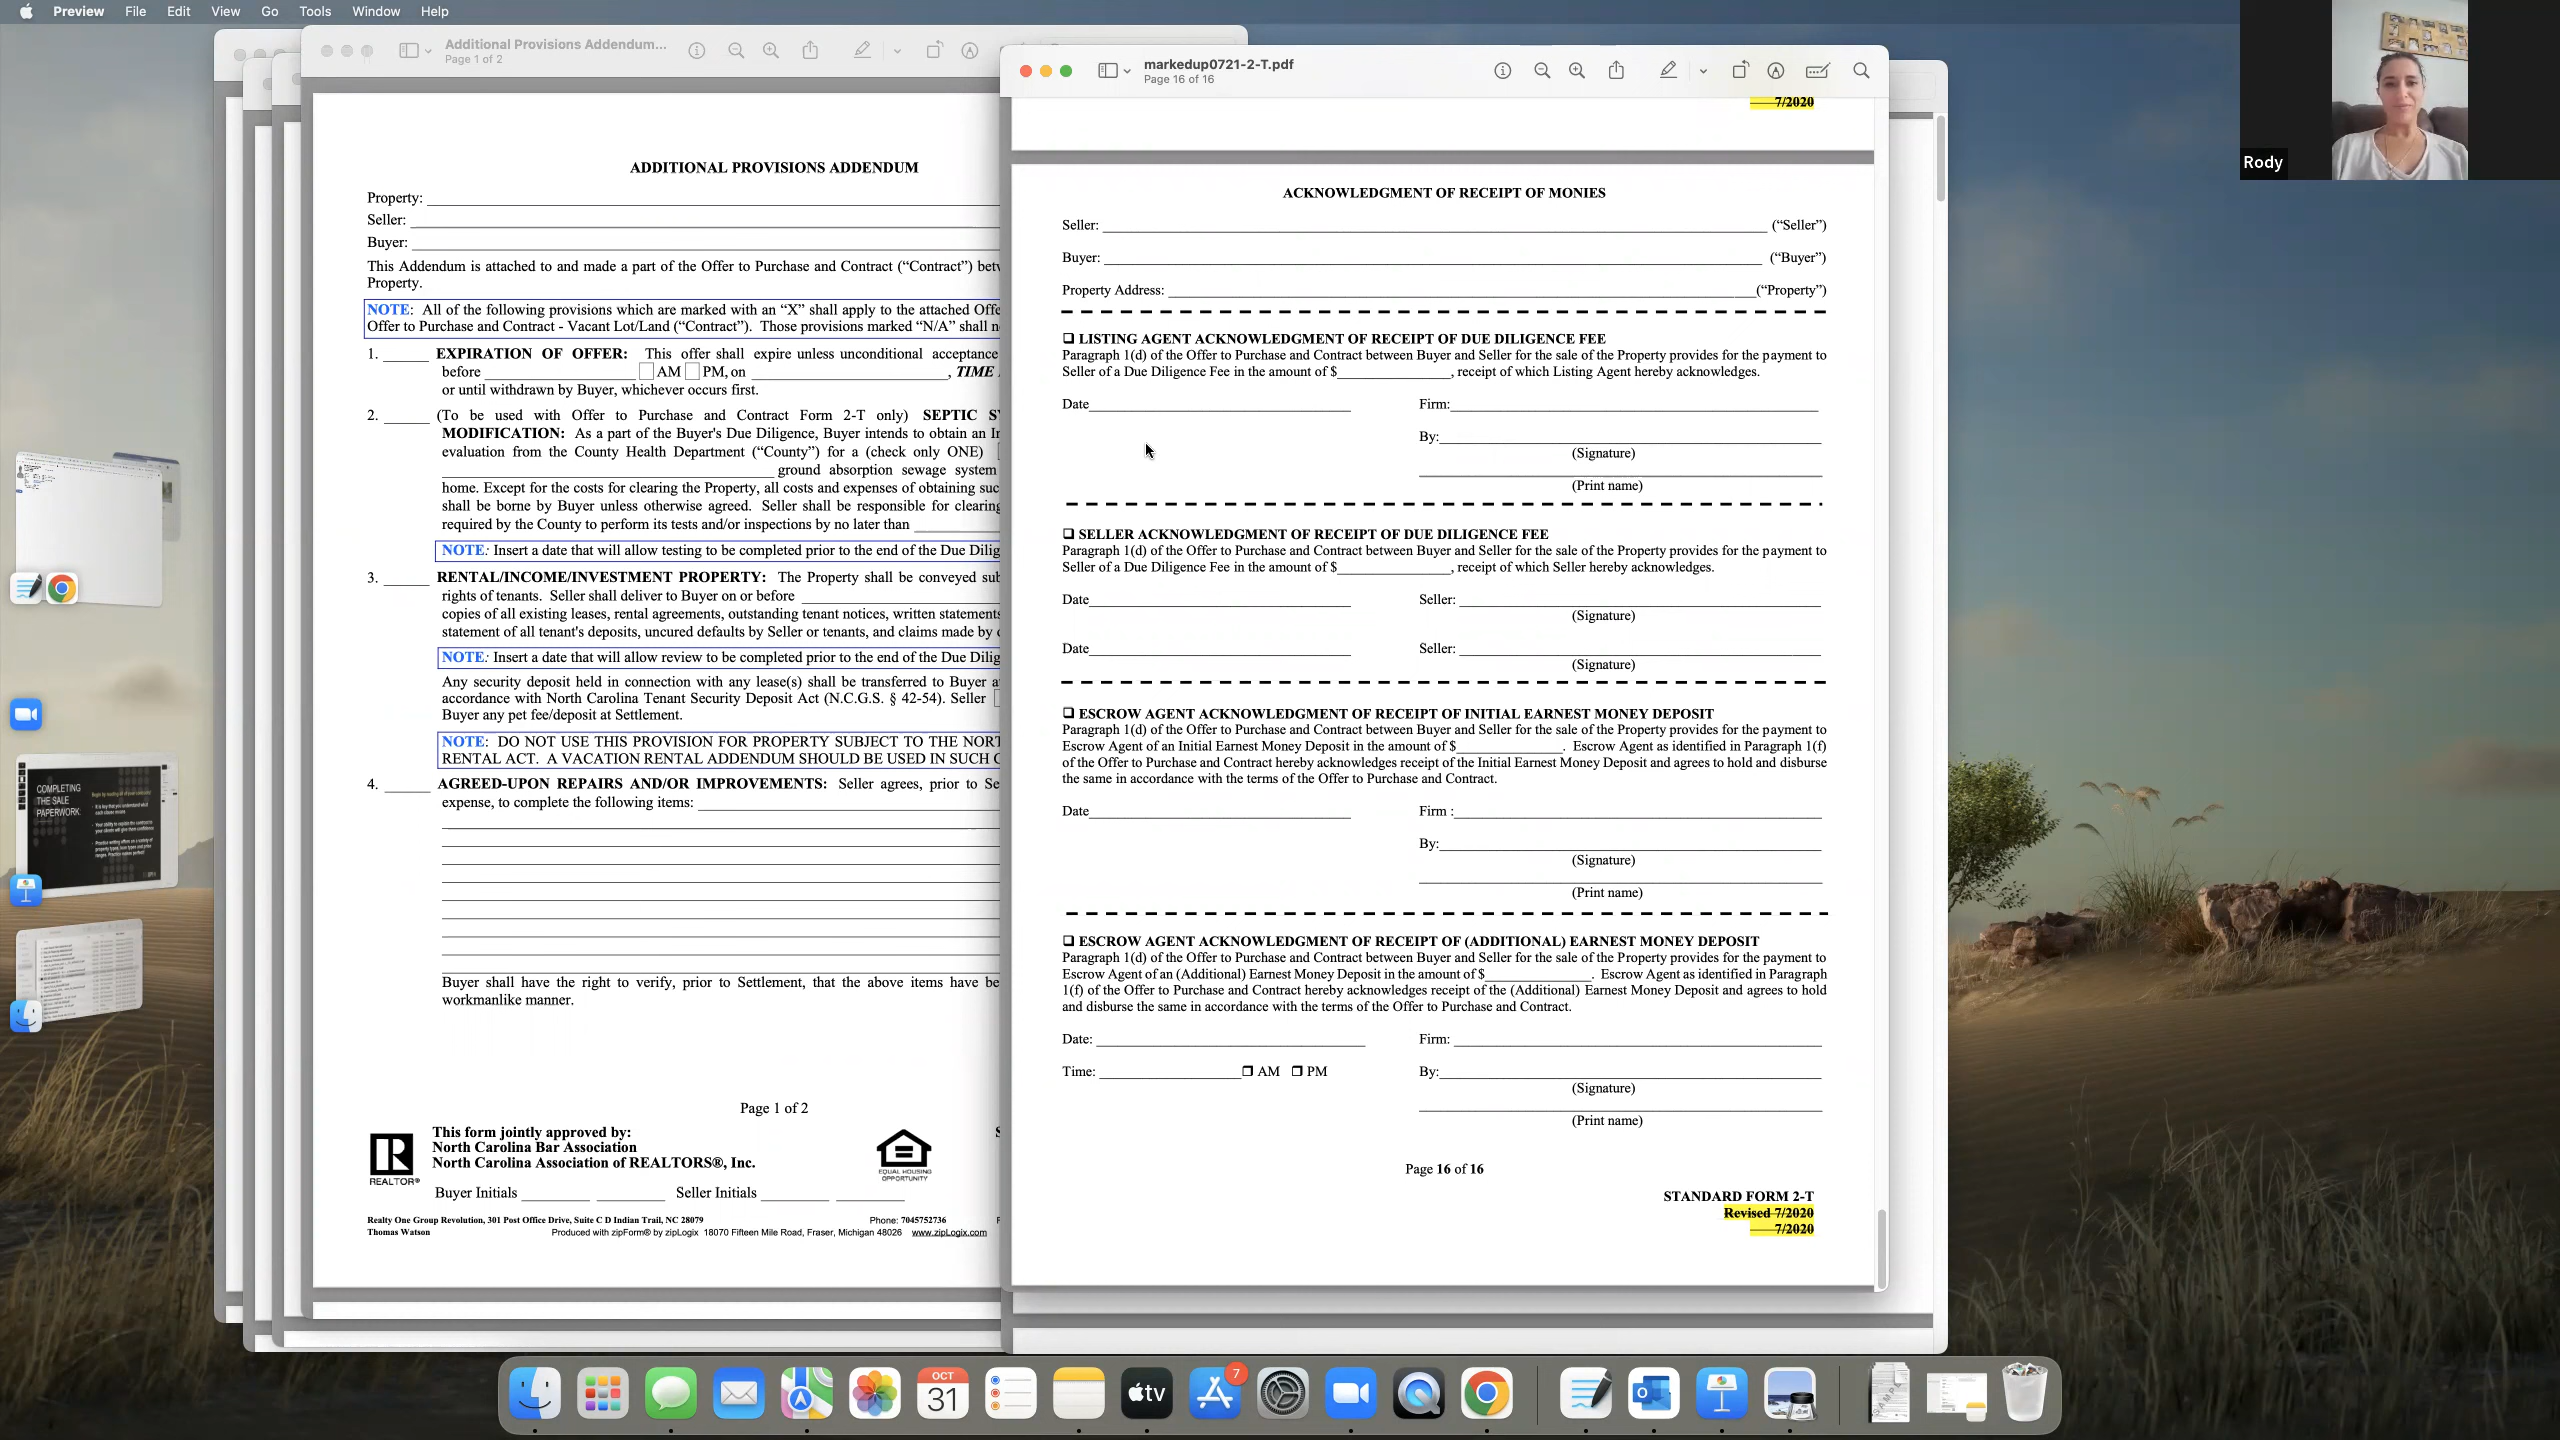 Preview File Edit View Go Tools Window Help
Additional Provisions Addendum...
Page 1 of 2
ADDITIONAL PROVISIONS ADDENDUM
Property:
Seller:
Buyer:
This Addendum is attached to and made a part of the Offer to Purchase and Contract (“Contract”)
Property.
NOTE: All of the following provisions which are marked with an “X” shall apply to the attached
Offer to Purchase and Contract - Vacant Lot/Land (“Contract”). Those provisions marked “N/A” shall
1. EXPIRATION OF OFFER: This offer shall expire unless unconditional acceptance
before AM PM, on , TIME
or until withdrawn by Buyer, whichever occurs first.
2. (To be used with Offer to Purchase and Contract Form 2-T only) SEPTIC
MODIFICATION: As a part of the Buyer's Due Diligence, Buyer intends to obtain an
evaluation from the County Health Department (“County”) for a (check only ONE)
ground absorption sewage system
home. Except for the costs for clearing the Property, all costs and expenses of obtaining
shall be borne by Buyer unless otherwise agreed. Seller shall be responsible for
required by the County to perform its tests and/or inspections by no later than
NOTE: Insert a date that will allow testing to be completed prior to the end of the Due
3. RENTAL/INCOME/INVESTMENT PROPERTY: The Property shall be conveyed
rights of tenants. Seller shall deliver to Buyer on or before
copies of all existing leases, rental agreements, outstanding tenant notices, written statements
statement of all tenant's deposits, uncured defaults by Seller or tenants, and claims made by
NOTE: Insert a date that will allow review to be completed prior to the end of the Due
Any security deposit held in connection with any lease(s) shall be transferred to Buyer
accordance with North Carolina Tenant Security Deposit Act (N.C.G.S. § 42-54). Seller
Buyer any pet fee/deposit at Settlement.
NOTE: DO NOT USE THIS PROVISION FOR PROPERTY SUBJECT TO THE
RENTAL ACT. A VACATION RENTAL ADDENDUM SHOULD BE USED IN SUCH
4. AGREED-UPON REPAIRS AND/OR IMPROVEMENTS: Seller agrees, prior to
expense, to complete the following items:
Buyer shall have the right to verify, prior to Settlement, that the above items have
workmanlike manner.
Page 1 of 2
This form jointly approved by:
North Carolina Bar Association
North Carolina Association of REALTORS®, Inc.
REALTOR®
EQUAL HOUSING
OPPORTUNITY
Buyer Initials Seller Initials
Realty One Group Revolution, 301 Post Office Drive, Suite C D Indian Trail, NC 28079 Phone: 7045752736
Thomas Watson Produced with zipForm® by zipLogix 18070 Fifteen Mile Road, Fraser, Michigan 48026 www.zipLogix.com
markedup0721-2-T.pdf
Page 16 of 16
7/2020
ACKNOWLEDGMENT OF RECEIPT OF MONIES
Seller: (“Seller”)
Buyer: (“Buyer”)
Property Address: (“Property”)
❑ LISTING AGENT ACKNOWLEDGMENT OF RECEIPT OF DUE DILIGENCE FEE
Paragraph 1(d) of the Offer to Purchase and Contract between Buyer and Seller for the sale of the Property provides for the payment to
Seller of a Due Diligence Fee in the amount of $ , receipt of which Listing Agent hereby acknowledges.
Date Firm:
By:
(Signature)
(Print name)
❑ SELLER ACKNOWLEDGMENT OF RECEIPT OF DUE DILIGENCE FEE
Paragraph 1(d) of the Offer to Purchase and Contract between Buyer and Seller for the sale of the Property provides for the payment to
Seller of a Due Diligence Fee in the amount of $ , receipt of which Seller hereby acknowledges.
Date Seller:
(Signature)
Date Seller:
(Signature)
❑ ESCROW AGENT ACKNOWLEDGMENT OF RECEIPT OF INITIAL EARNEST MONEY DEPOSIT
Paragraph 1(d) of the Offer to Purchase and Contract between Buyer and Seller for the sale of the Property provides for the payment to
Escrow Agent of an Initial Earnest Money Deposit in the amount of $ . Escrow Agent as identified in Paragraph 1(f)
of the Offer to Purchase and Contract hereby acknowledges receipt of the Initial Earnest Money Deposit and agrees to hold and disburse
the same in accordance with the terms of the Offer to Purchase and Contract.
Date Firm :
By:
(Signature)
(Print name)
❑ ESCROW AGENT ACKNOWLEDGMENT OF RECEIPT OF (ADDITIONAL) EARNEST MONEY DEPOSIT
Paragraph 1(d) of the Offer to Purchase and Contract between Buyer and Seller for the sale of the Property provides for the payment to
Escrow Agent of an (Additional) Earnest Money Deposit in the amount of $ . Escrow Agent as identified in Paragraph
1(f) of the Offer to Purchase and Contract hereby acknowledges receipt of the (Additional) Earnest Money Deposit and agrees to hold
and disburse the same in accordance with the terms of the Offer to Purchase and Contract.
Date: Firm:
Time: ❒ AM ❒ PM By:
(Signature)
(Print name)
Page 16 of 16
STANDARD FORM 2-T
Revised 7/2020
7/2020
Rody
COMPLETING
THE SALE
PAPERWORK
OCT
31
tv
7